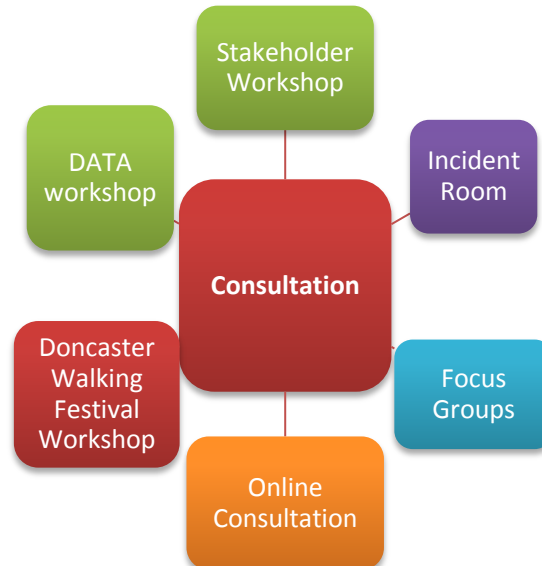 Stakeholder
Workshop
DATA
workshop
Incident
Room
Consultation
Doncaster
Walking
Festival
Workshop
Focus
Groups
Online
Consultation